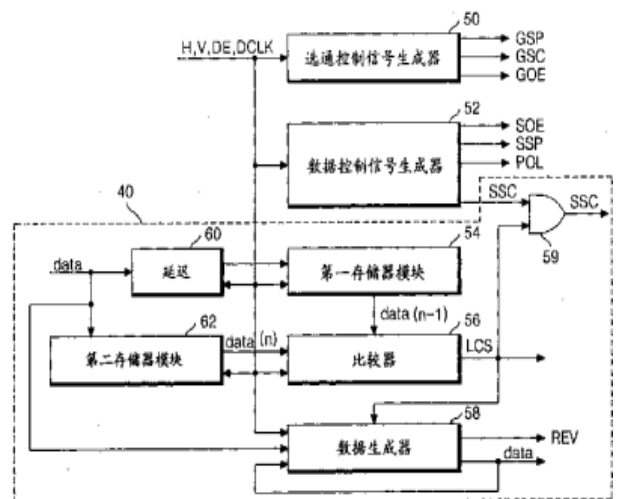 50
H,V,DE,DCLK
选通控制信号生成器
GSP
GSC
GOE
52
数据控制信号生成器
SOE
SSP
POL
SSC
SSC
59
40
60
54
data
延迟
第一存储器模块
data (n-1)
62
56
第二存储器模块
data (n)
比较器
LCS
58
数据生成器
REV
data